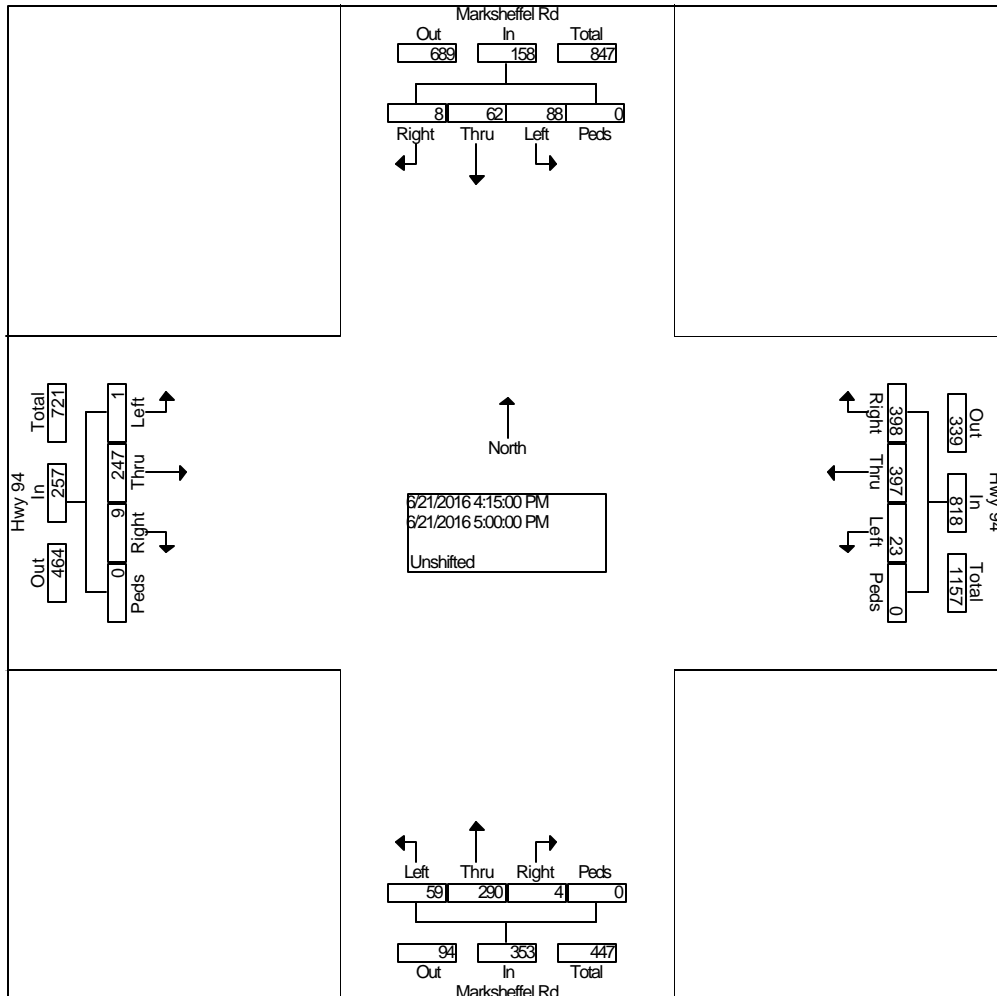 Marksheffel Rd
Out In Total
689 158 847
8 62 88 0
Right Thru Left Peds
Hwy 94
Total In Out
721 257 464
1 247 9 0
Left Thru Right Peds
North
6/21/2016 4:15:00 PM
6/21/2016 5:00:00 PM
Unshifted
Right Thru Left Peds
398 397 23 0
339 818 1157
Out In Total
Hwy 94
Left Thru Right Peds
59 290 4 0
94 353 447
Out In Total
Marksheffel Rd